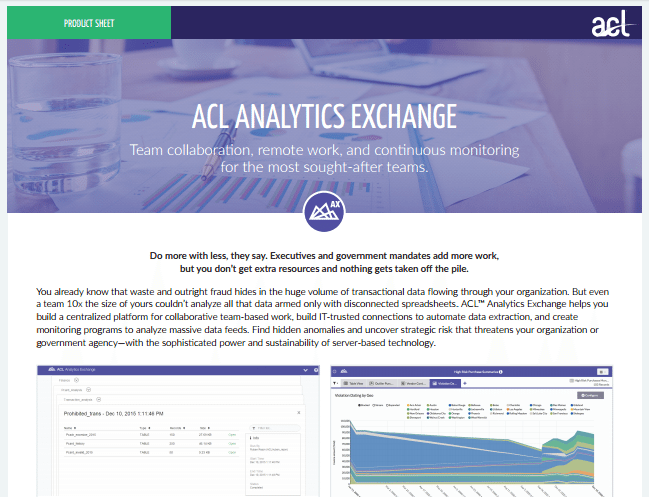 PRODUCT SHEET
acl
ACL ANALYTICS EXCHANGE
Team collaboration, remote work, and continuous monitoring
for the most sought-after teams.
AX
Do more with less, they say. Executives and government mandates add more work,
but you don't get extra resources and nothing gets taken off the pile.
You already know that waste and outright fraud hides in the huge volume of transactional data flowing through your organization. But even
a team 10x the size of yours couldn't analyze all that data armed only with disconnected spreadsheets. ACL™ Analytics Exchange helps you
build a centralized platform for collaborative team-based work, build IT-trusted connections to automate data extraction, and create
monitoring programs to analyze massive data feeds. Find hidden anomalies and uncover strategic risk that threatens your organization or
government agency—with the sophisticated power and sustainability of server-based technology.
ACL Analytics Exchange
Prohibited_trans - Dec 10, 2015 1:11:46 PM
High Risk Purchase Summaries
Table View
Configure